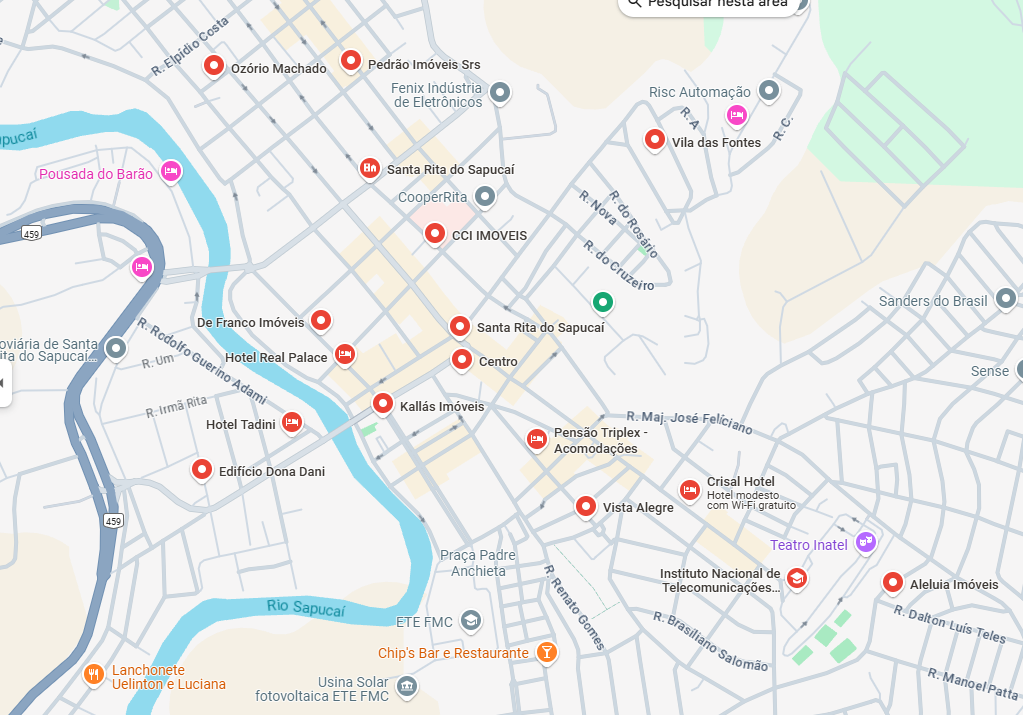 Pesquisar nesta área
R. Elpídio Costa
Ozório Machado
Pedrão Imóveis Srs
Fenix Indústria
de Eletrônicos
Risc Automação
R. A
R. C.
Vila das Fontes
pucaí
Pousada do Barão
Santa Rita do Sapucaí
CooperRita
R. Nova
R. do Rosário
CCI IMOVEIS
R. do Cruzeiro
459
Sanders do Brasil
De Franco Imóveis
Santa Rita do Sapucaí
oviária de Santa
ita do Sapucaí...
R. Um
R. Rodolfo Guerino Adami
Hotel Real Palace
Centro
Sense
R. Irmã Rita
Kallás Imóveis
Hotel Tadini
R. Maj. José Feliciano
Pensão Triplex -
Acomodações
Edifício Dona Dani
Crisal Hotel
Hotel modesto
com Wi-Fi gratuito
Vista Alegre
459
Teatro Inatel
Praça Padre
Anchieta
Instituto Nacional de
Telecomunicações...
Aleluia Imóveis
R. Renato Gomes
Rio Sapucaí
ETE FMC
R. Brasiliano Salomão
R. Dalton Luís Teles
Chip's Bar e Restaurante
Lanchonete
Uelinton e Luciana
Usina Solar
fotovoltaica ETE FMC
R. Manoel Patta